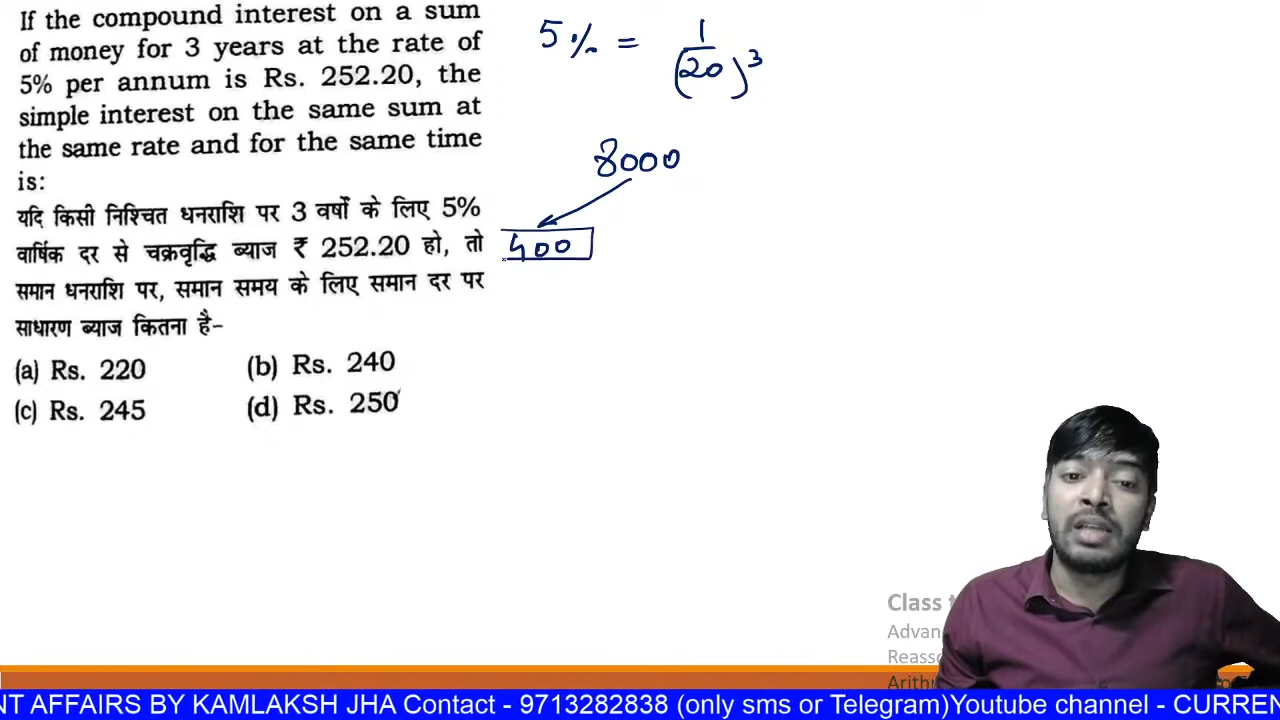 If the compound interest on a sum
of money for 3 years at the rate of
5% per annum is Rs. 252.20, the
simple interest on the same sum at
the same rate and for the same time
is:
यदि किसी निश्चित धनराशि पर 3 वर्षो के लिए 5%
वार्षिक दर से चक्रवृद्धि ब्याज ₹ 252.20 हो, तो
समान धनराशि पर, समान समय के लिए समान दर पर
साधारण ब्याज कितना है-
(a) Rs. 220 (b) Rs. 240
(c) Rs. 245 (d) Rs. 250
5% = 1
(20)³
8000
400
Class
Advan
Reaso
Arith
NT AFFAIRS BY KAMLAKSH JHA Contact - 9713282838 (only sms or Telegram)Youtube channel - CURREN